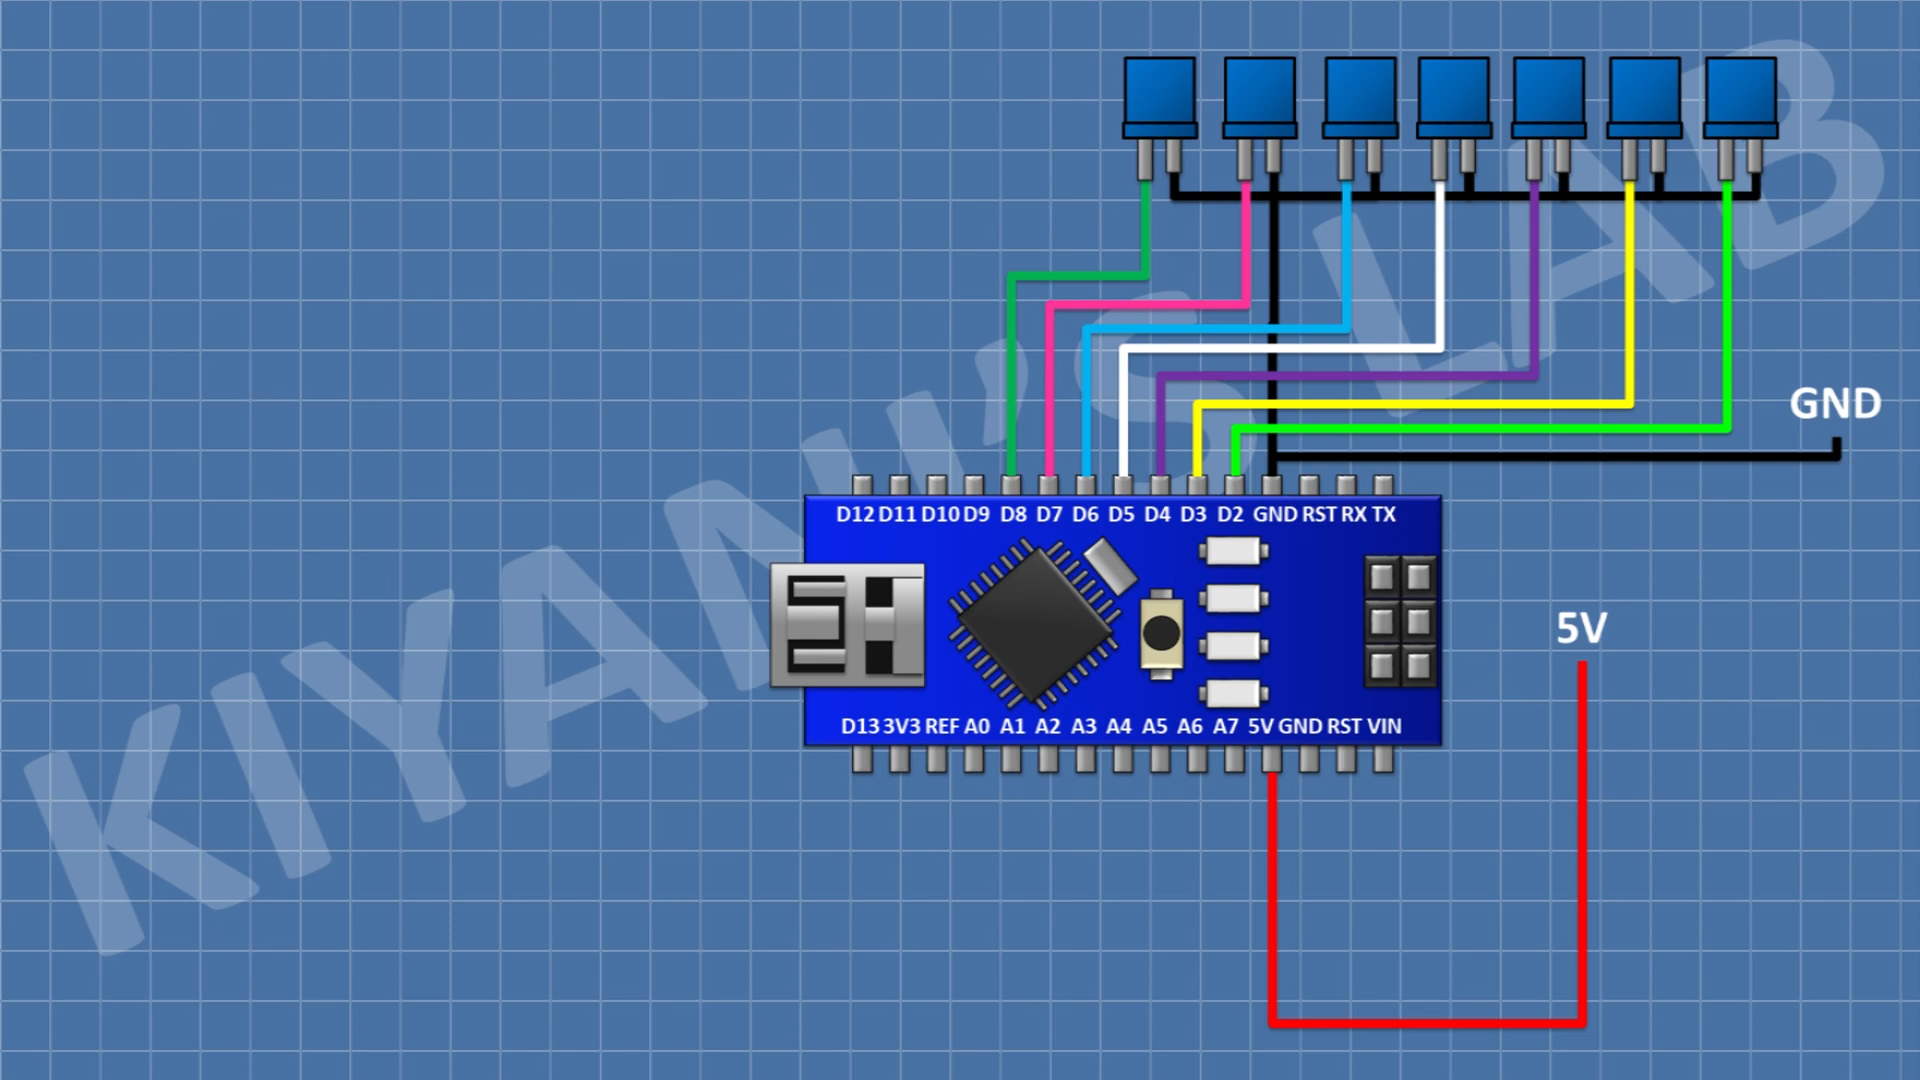 KIYANI'S LAB
GND
D12 D11 D10 D9 D8 D7 D6 D5 D4 D3 D2 GND RST RX TX
5V
D13 3V3 REF A0 A1 A2 A3 A4 A5 A6 A7 5V GND RST VIN